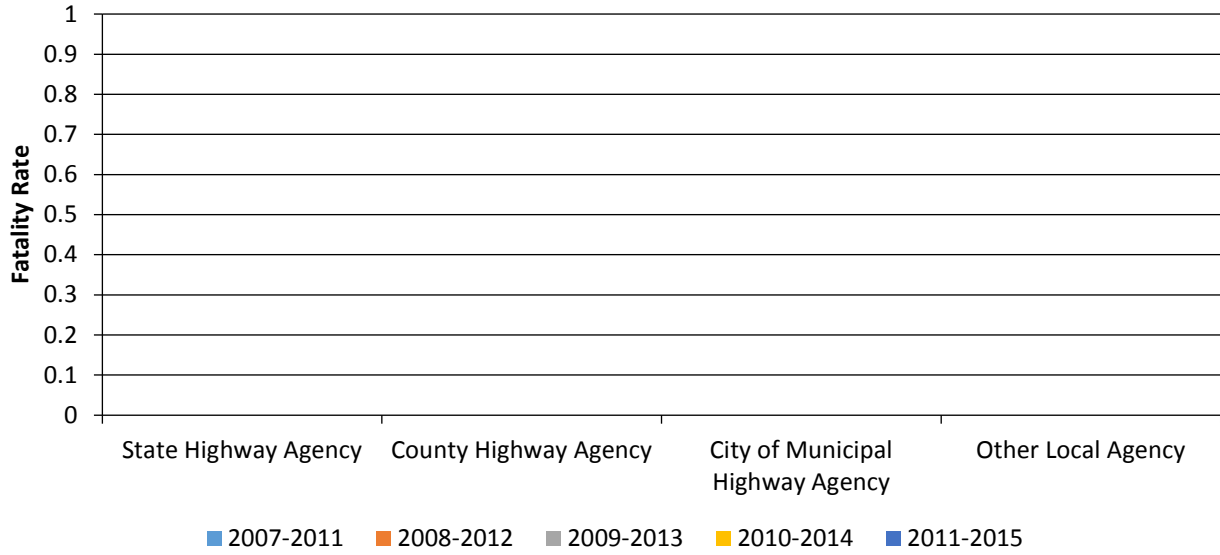 1
0.9
0.8
0.7
0.6
0.5
0.4
0.3
0.2
0.1
0
Fatality Rate
State Highway Agency
County Highway Agency
City of Municipal
Highway Agency
Other Local Agency
2007-2011
2008-2012
2009-2013
2010-2014
2011-2015